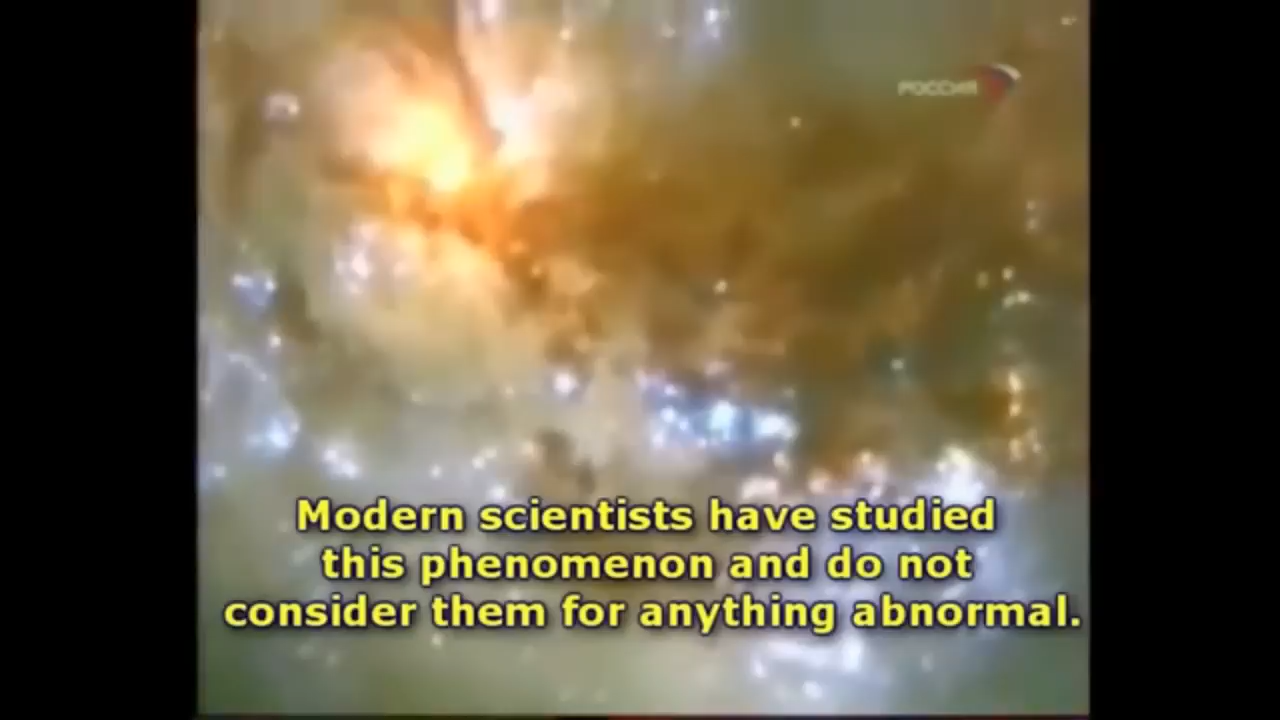 РОССИЯ
Modern scientists have studied
this phenomenon and do not
consider them for anything abnormal.